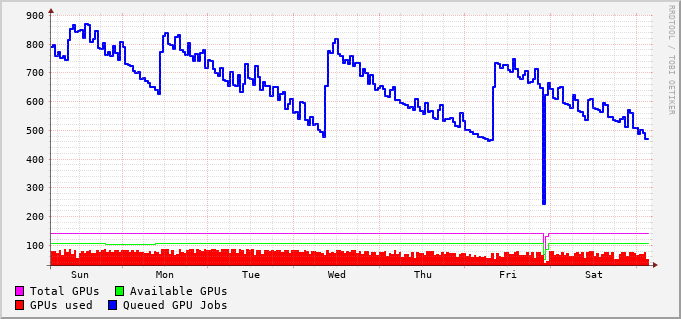 900
800
700
600
500
400
300
200
100
Sun Mon Tue Wed Thu Fri Sat
Total GPUs Available GPUs
GPUs used Queued GPU Jobs
RRDTOOL / TOBI OETIKER